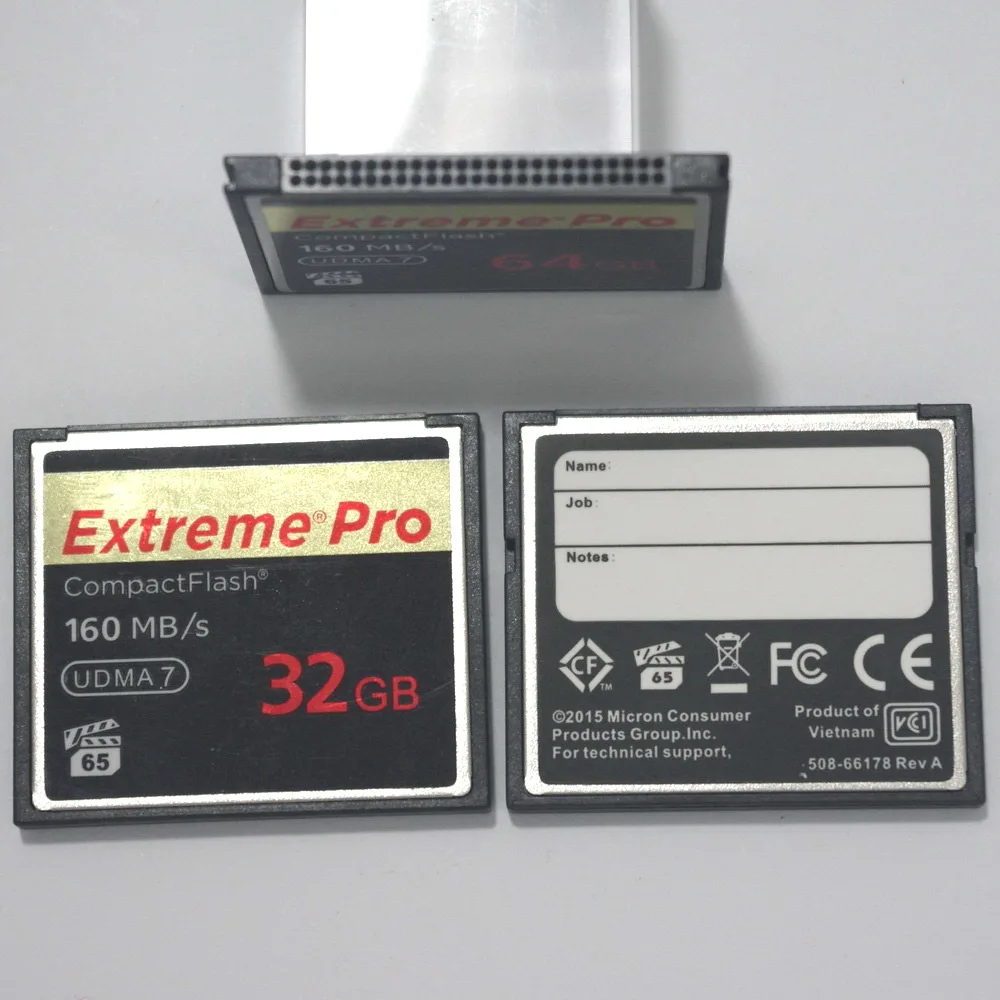 Extreme Pro
CompactFlash®
160 MB/s
UDMA 7
64 GB
65
Extreme® Pro
CompactFlash®
160 MB/s
UDMA 7
32 GB
65
Name:
Job:
Notes:
CF TM
65
FC CE
©2015 Micron Consumer
Products Group.Inc.
For technical support,
Product of
Vietnam
VCI
508-66178 Rev A